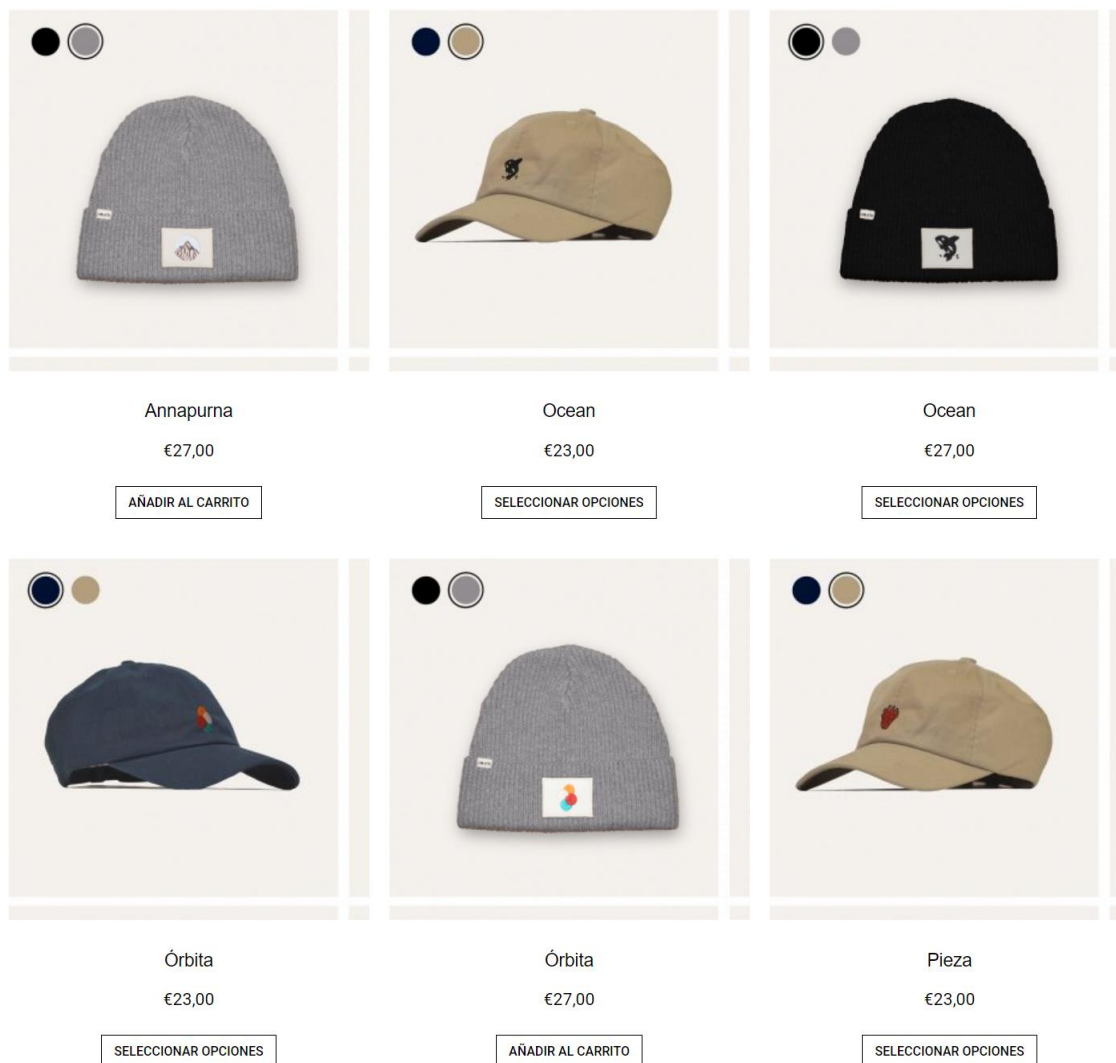 Annapurna
€27,00
AÑADIR AL CARRITO
Ocean
€23,00
SELECCIONAR OPCIONES
Ocean
€27,00
SELECCIONAR OPCIONES
Órbita
€23,00
SELECCIONAR OPCIONES
Órbita
€27,00
AÑADIR AL CARRITO
Pieza
€23,00
SELECCIONAR OPCIONES